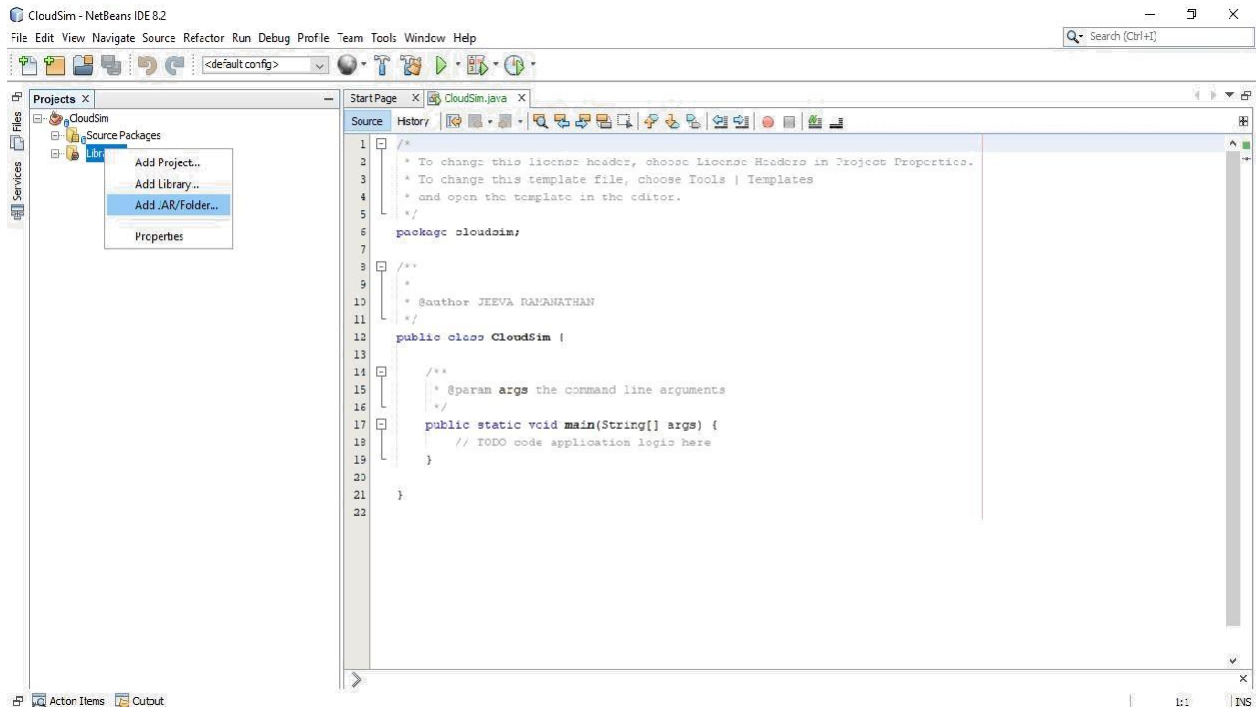 CloudSim - NetBeans IDE 8.2
File Edit View Navigate Source Refactor Run Debug Profile Team Tools Window Help
Search (Ctrl+I)
<default config>
Projects
Start Page
CloudSim.java
Files
Services
CloudSim
Source Packages
Add Project...
Add Library...
Add JAR/Folder...
Properties
Source History
1 /*
2 * To change this license header, choose License Headers in Project Properties.
3 * To change this template file, choose Tools | Templates
4 * and open the template in the editor.
5 */
6 package cloudsim;
7
8 /**
9 *
10 * @author JEEVA RAMANATHAN
11 */
12 public class CloudSim {
13
14 /**
15 * @param args the command line arguments
16 */
17 public static void main(String[] args) {
18 // TODO code application logic here
19 }
20
21 }
22
Action Items Output
1:1 INS